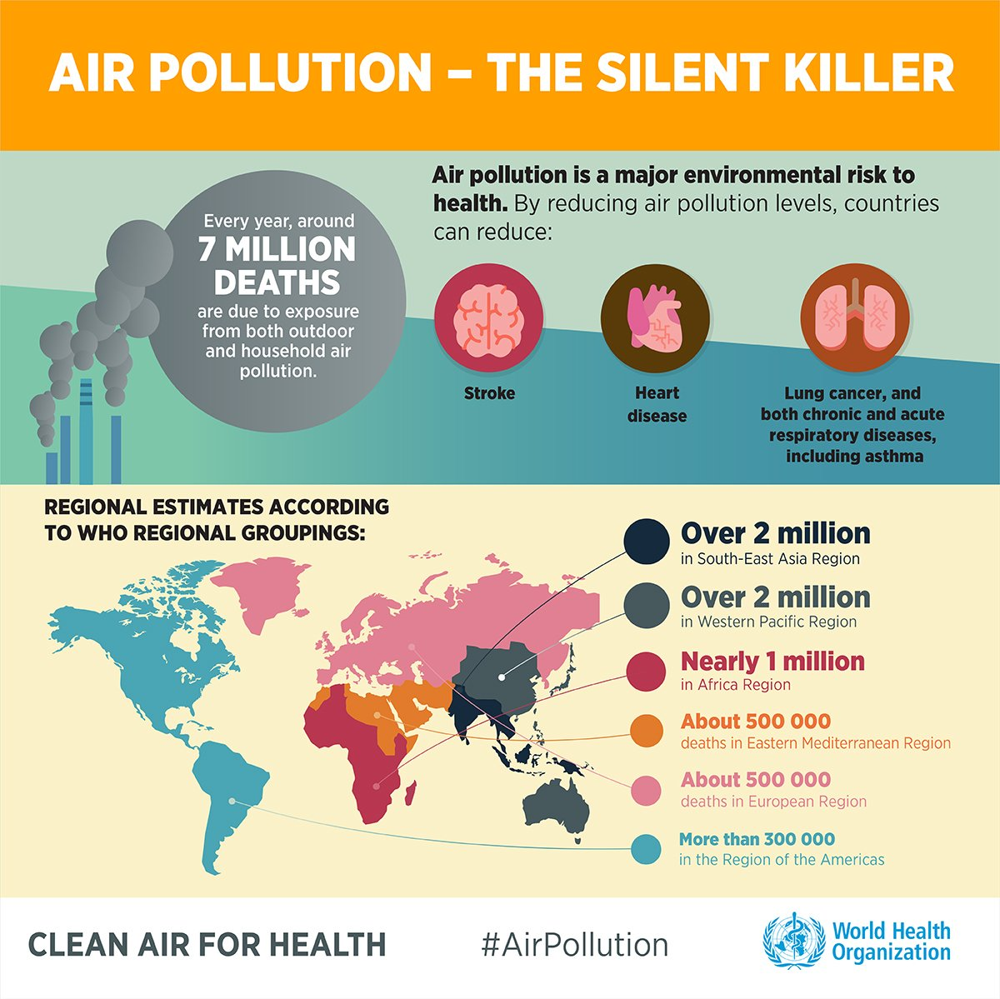 AIR POLLUTION – THE SILENT KILLER
Every year, around
7 MILLION
DEATHS
are due to exposure
from both outdoor
and household air
pollution.
Air pollution is a major environmental risk to
health. By reducing air pollution levels, countries
can reduce:
Stroke
Heart
disease
Lung cancer, and
both chronic and acute
respiratory diseases,
including asthma
REGIONAL ESTIMATES ACCORDING
TO WHO REGIONAL GROUPINGS:
Over 2 million
in South-East Asia Region
Over 2 million
in Western Pacific Region
Nearly 1 million
in Africa Region
About 500 000
deaths in Eastern Mediterranean Region
About 500 000
deaths in European Region
More than 300 000
in the Region of the Americas
CLEAN AIR FOR HEALTH
#AirPollution
World Health
Organization